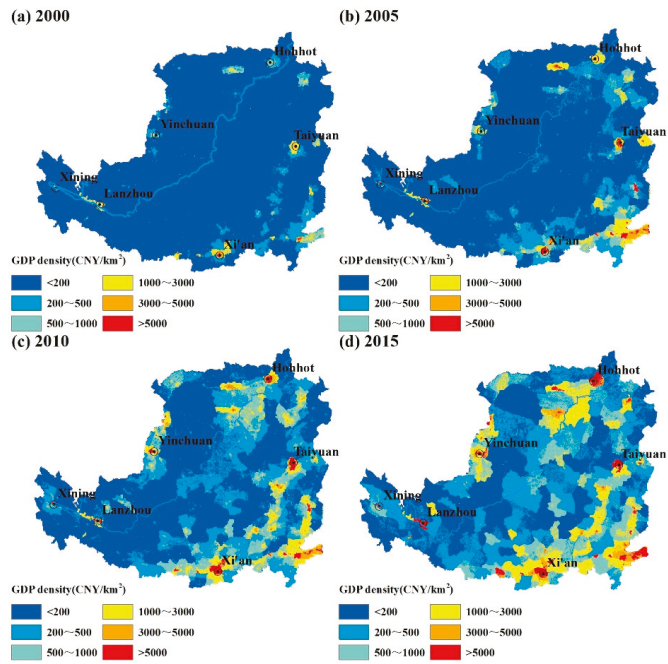 (a) 2000
Hohhot
Yinchuan
Taiyuan
Xining
Lanzhou
Xi'an
GDP density(CNY/km²)
<200
1000～3000
200～500
3000～5000
500～1000
>5000
(b) 2005
Hohhot
Yinchuan
Taiyuan
Xining
Lanzhou
Xi'an
GDP density(CNY/km²)
<200
1000～3000
200～500
3000～5000
500～1000
>5000
(c) 2010
Hohhot
Yinchuan
Taiyuan
Xining
Lanzhou
Xi'an
GDP density(CNY/km²)
<200
1000～3000
200～500
3000～5000
500～1000
>5000
(d) 2015
Hohhot
Yinchuan
Taiyuan
Xining
Lanzhou
Xi'an
GDP density(CNY/km²)
<200
1000～3000
200～500
3000～5000
500～1000
>5000